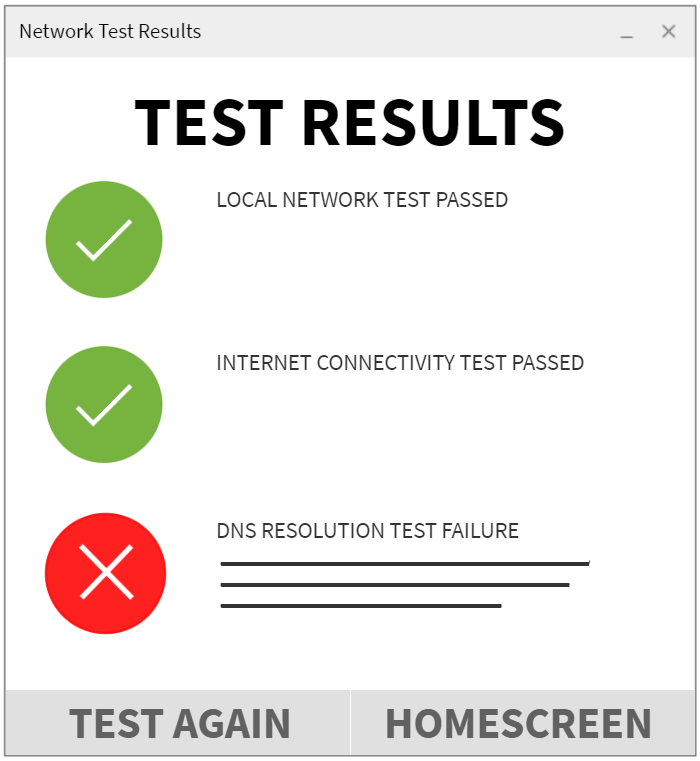 Network Test Results
TEST RESULTS
LOCAL NETWORK TEST PASSED
INTERNET CONNECTIVITY TEST PASSED
DNS RESOLUTION TEST FAILURE
TEST AGAIN
HOMESCREEN